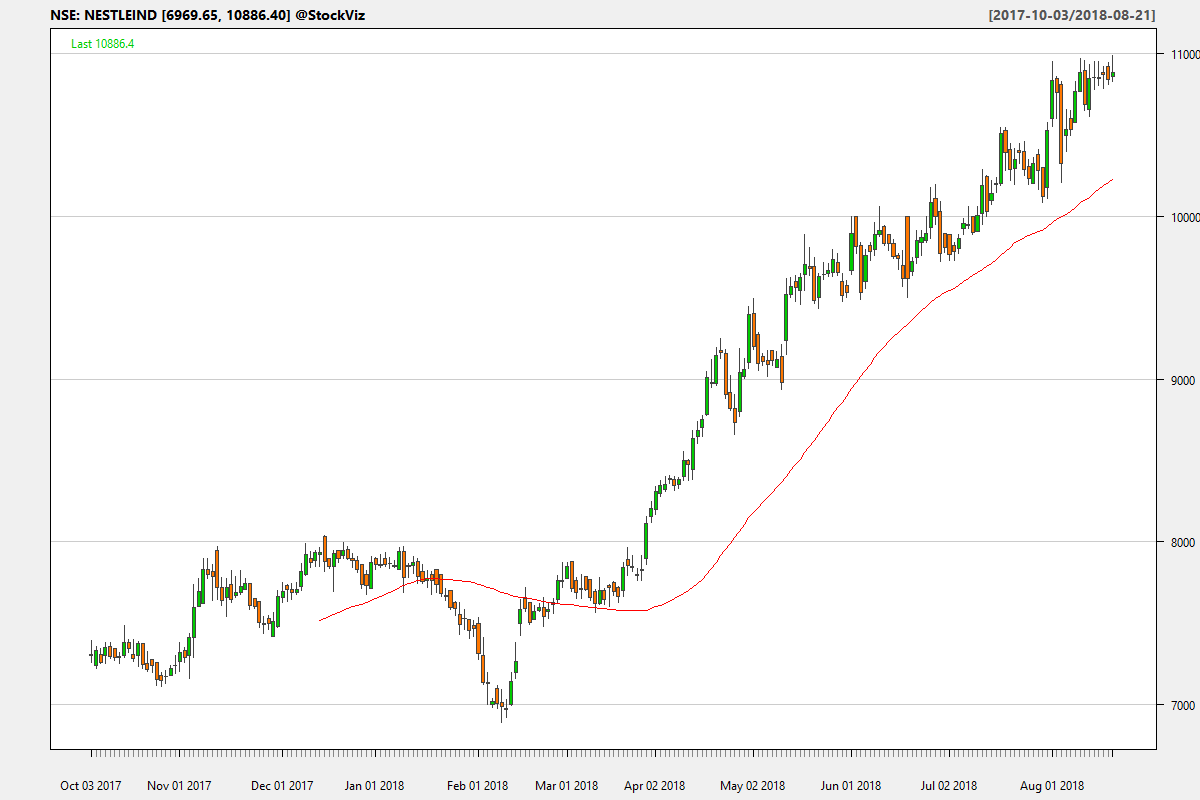 NSE: NESTLEIND [6969.65, 10886.40] @StockViz [2017-10-03/2018-08-21]
Last 10886.4
11000
10000
9000
8000
7000
Oct 03 2017 Nov 01 2017 Dec 01 2017 Jan 01 2018 Feb 01 2018 Mar 01 2018 Apr 02 2018 May 02 2018 Jun 01 2018 Jul 02 2018 Aug 01 2018